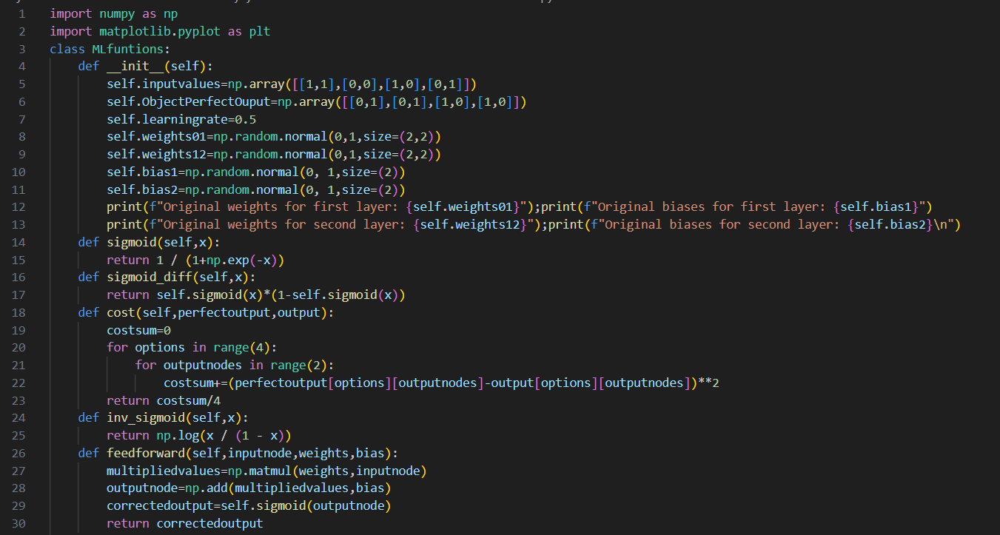 1 import numpy as np
2 import matplotlib.pyplot as plt
3 class MLfuntions:
4     def __init__(self):
5         self.inputvalues=np.array([[1,1],[0,0],[1,0],[0,1]])
6         self.ObjectPerfectOuput=np.array([[0,1],[0,1],[1,0],[1,0]])
7         self.learningrate=0.5
8         self.weights01=np.random.normal(0,1,size=(2,2))
9         self.weights12=np.random.normal(0,1,size=(2,2))
10         self.bias1=np.random.normal(0, 1,size=(2))
11         self.bias2=np.random.normal(0, 1,size=(2))
12         print(f"Original weights for first layer: {self.weights01}");print(f"Original biases for first layer: {self.bias1}")
13         print(f"Original weights for second layer: {self.weights12}");print(f"Original biases for second layer: {self.bias2}\n")
14     def sigmoid(self,x):
15         return 1 / (1+np.exp(-x))
16     def sigmoid_diff(self,x):
17         return self.sigmoid(x)*(1-self.sigmoid(x))
18     def cost(self,perfectoutput,output):
19         costsum=0
20         for options in range(4):
21             for outputnodes in range(2):
22                 costsum+=(perfectoutput[options][outputnodes]-output[options][outputnodes])**2
23         return costsum/4
24     def inv_sigmoid(self,x):
25         return np.log(x / (1 - x))
26     def feedforward(self,inputnode,weights,bias):
27         multipliedvalues=np.matmul(weights,inputnode)
28         outputnode=np.add(multipliedvalues,bias)
29         correctedoutput=self.sigmoid(outputnode)
30         return correctedoutput